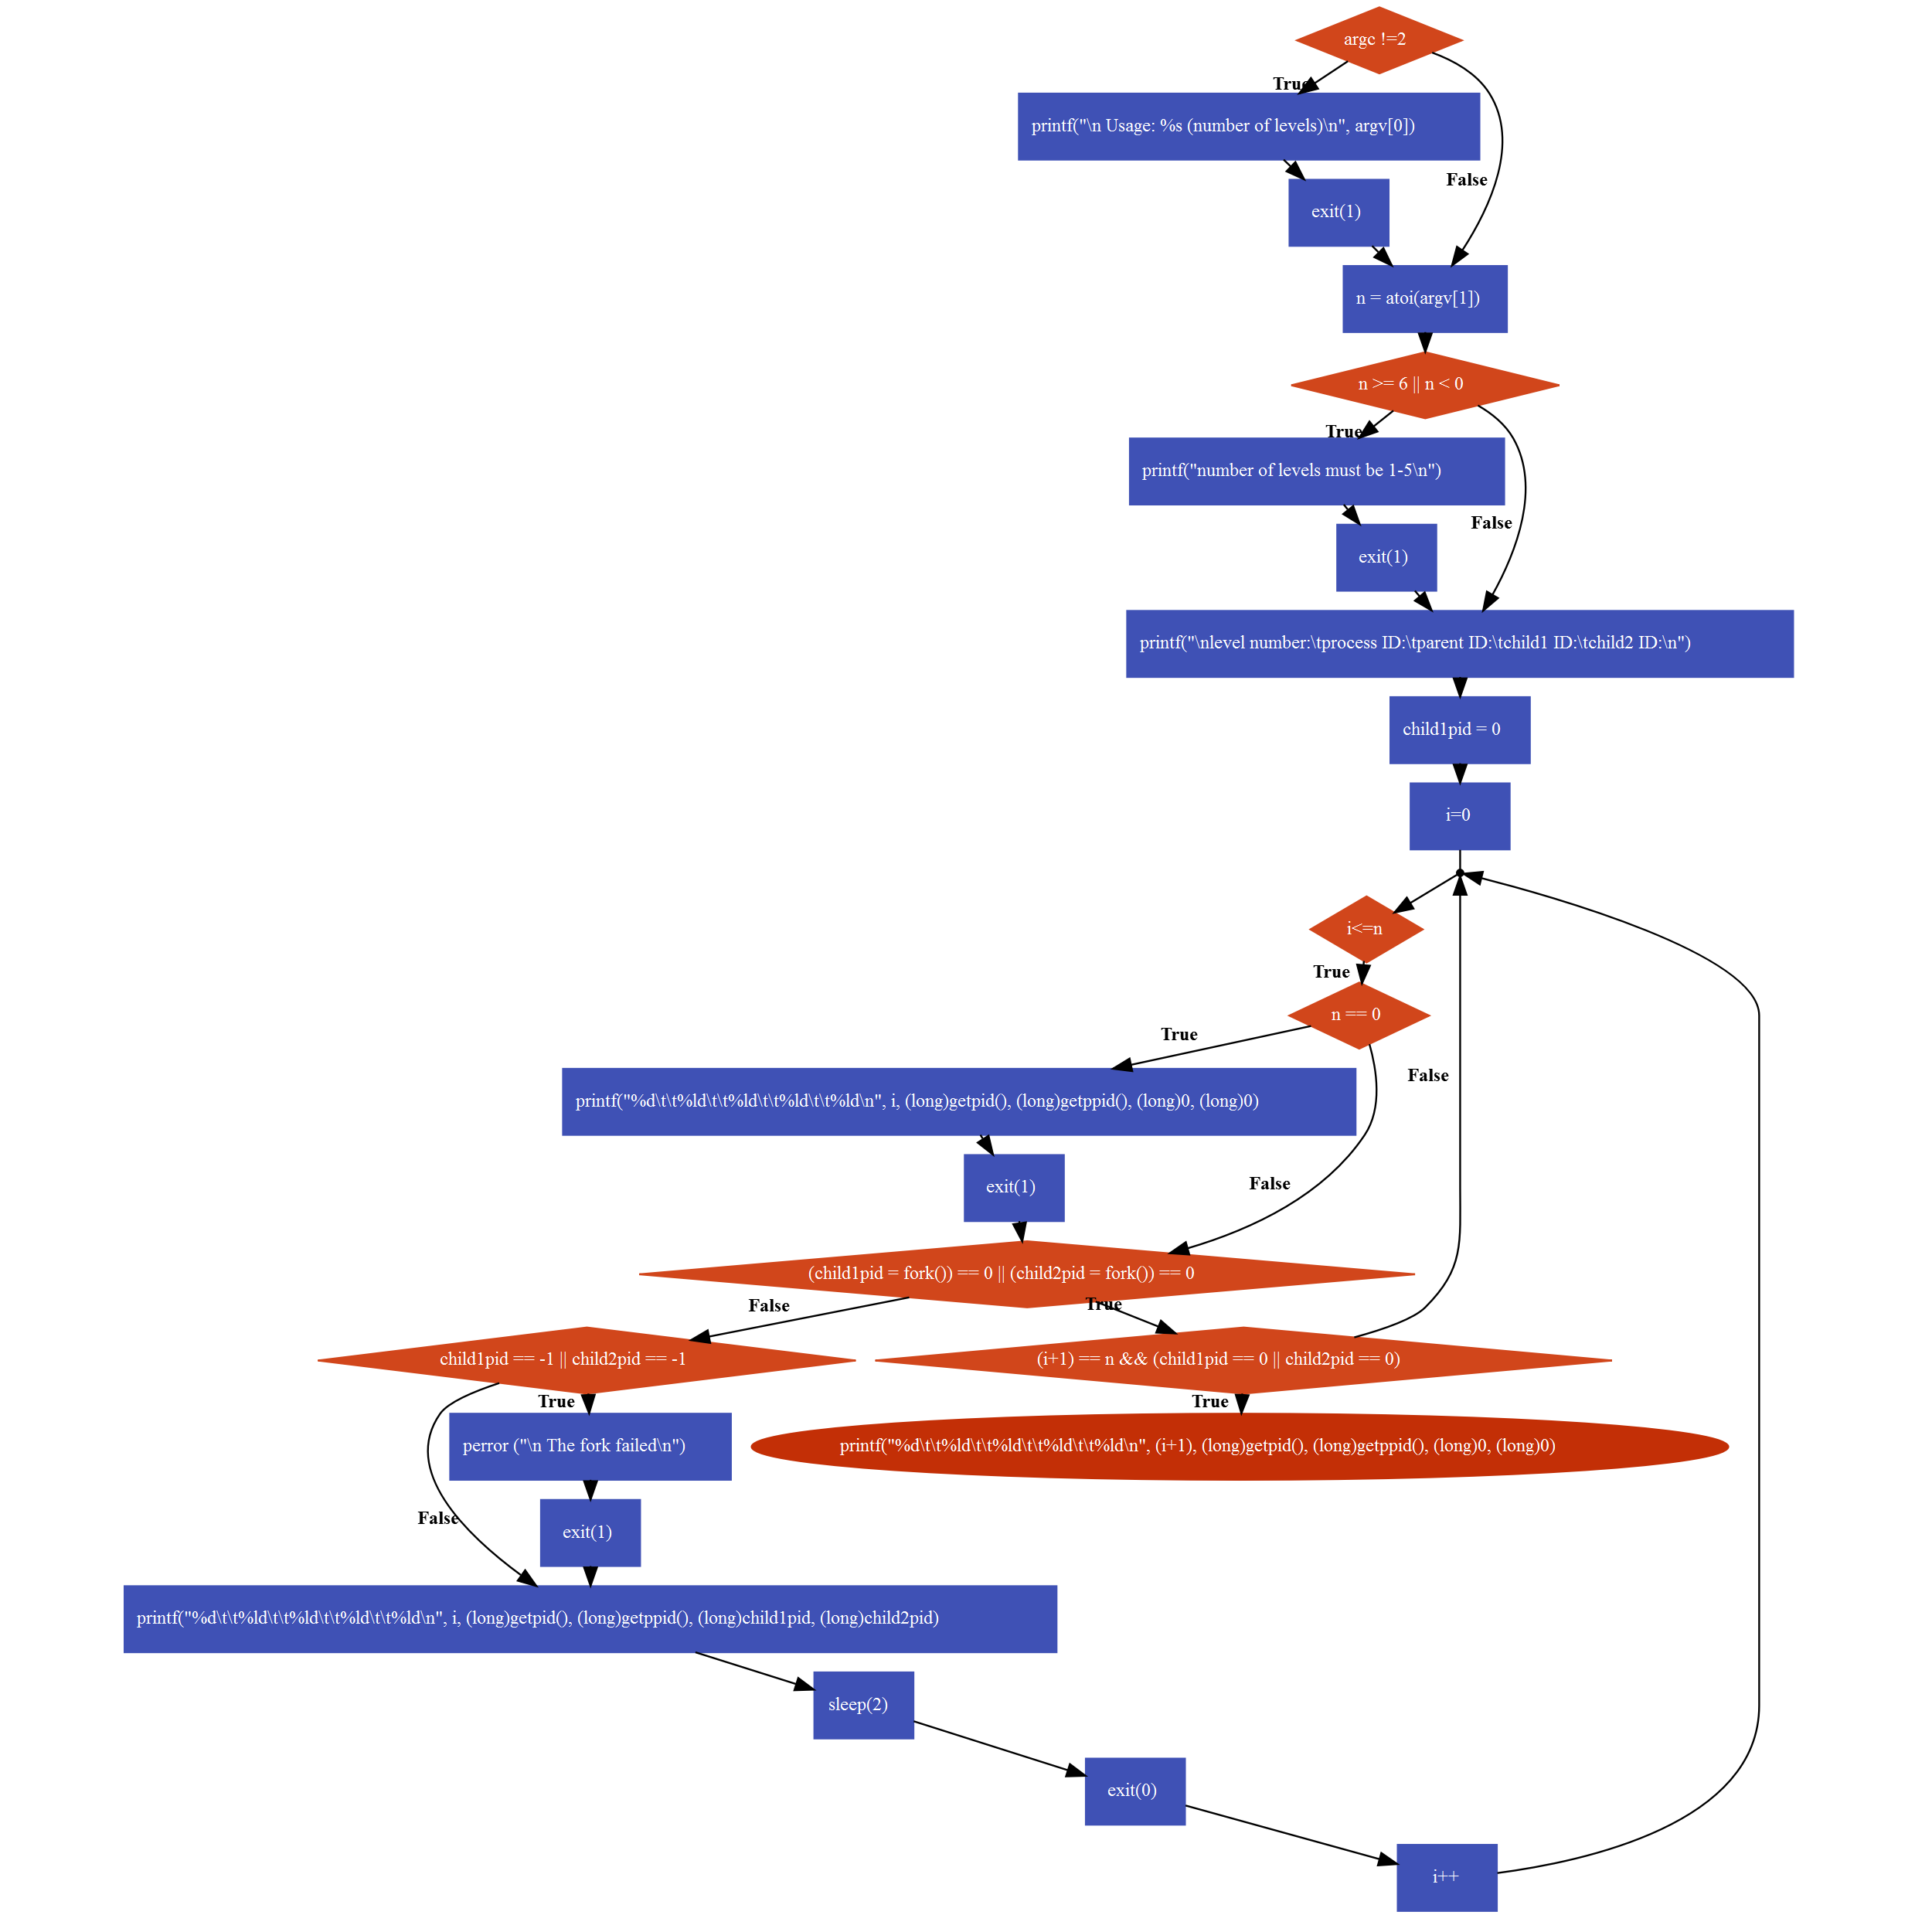 argc !=2
True
printf("\n Usage: %s (number of levels)\n", argv[0])
False
exit(1)
n = atoi(argv[1])
n >= 6 || n < 0
True
printf("number of levels must be 1-5\n")
False
exit(1)
printf("\nlevel number:\tprocess ID:\tparent ID:\tchild1 ID:\tchild2 ID:\n")
child1pid = 0
i=0
i<=n
True
n == 0
True
False
printf("%d\t\t%ld\t\t%ld\t\t%ld\t\t%ld\n", i, (long)getpid(), (long)getppid(), (long)0, (long)0)
exit(1)
False
(child1pid = fork()) == 0 || (child2pid = fork()) == 0
False
True
child1pid == -1 || child2pid == -1
(i+1) == n && (child1pid == 0 || child2pid == 0)
True
True
perror ("\n The fork failed\n")
printf("%d\t\t%ld\t\t%ld\t\t%ld\t\t%ld\n", (i+1), (long)getpid(), (long)getppid(), (long)0, (long)0)
False
exit(1)
printf("%d\t\t%ld\t\t%ld\t\t%ld\t\t%ld\n", i, (long)getpid(), (long)getppid(), (long)child1pid, (long)child2pid)
sleep(2)
exit(0)
i++